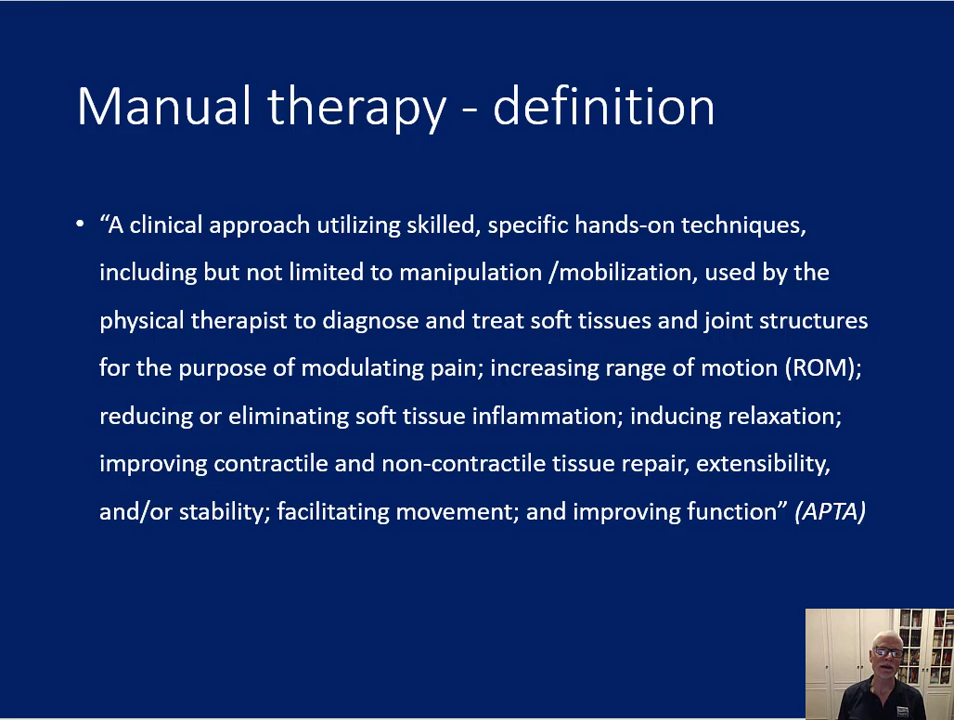 Manual therapy - definition
• “A clinical approach utilizing skilled, specific hands-on techniques,
including but not limited to manipulation /mobilization, used by the
physical therapist to diagnose and treat soft tissues and joint structures
for the purpose of modulating pain; increasing range of motion (ROM);
reducing or eliminating soft tissue inflammation; inducing relaxation;
improving contractile and non-contractile tissue repair, extensibility,
and/or stability; facilitating movement; and improving function” (APTA)